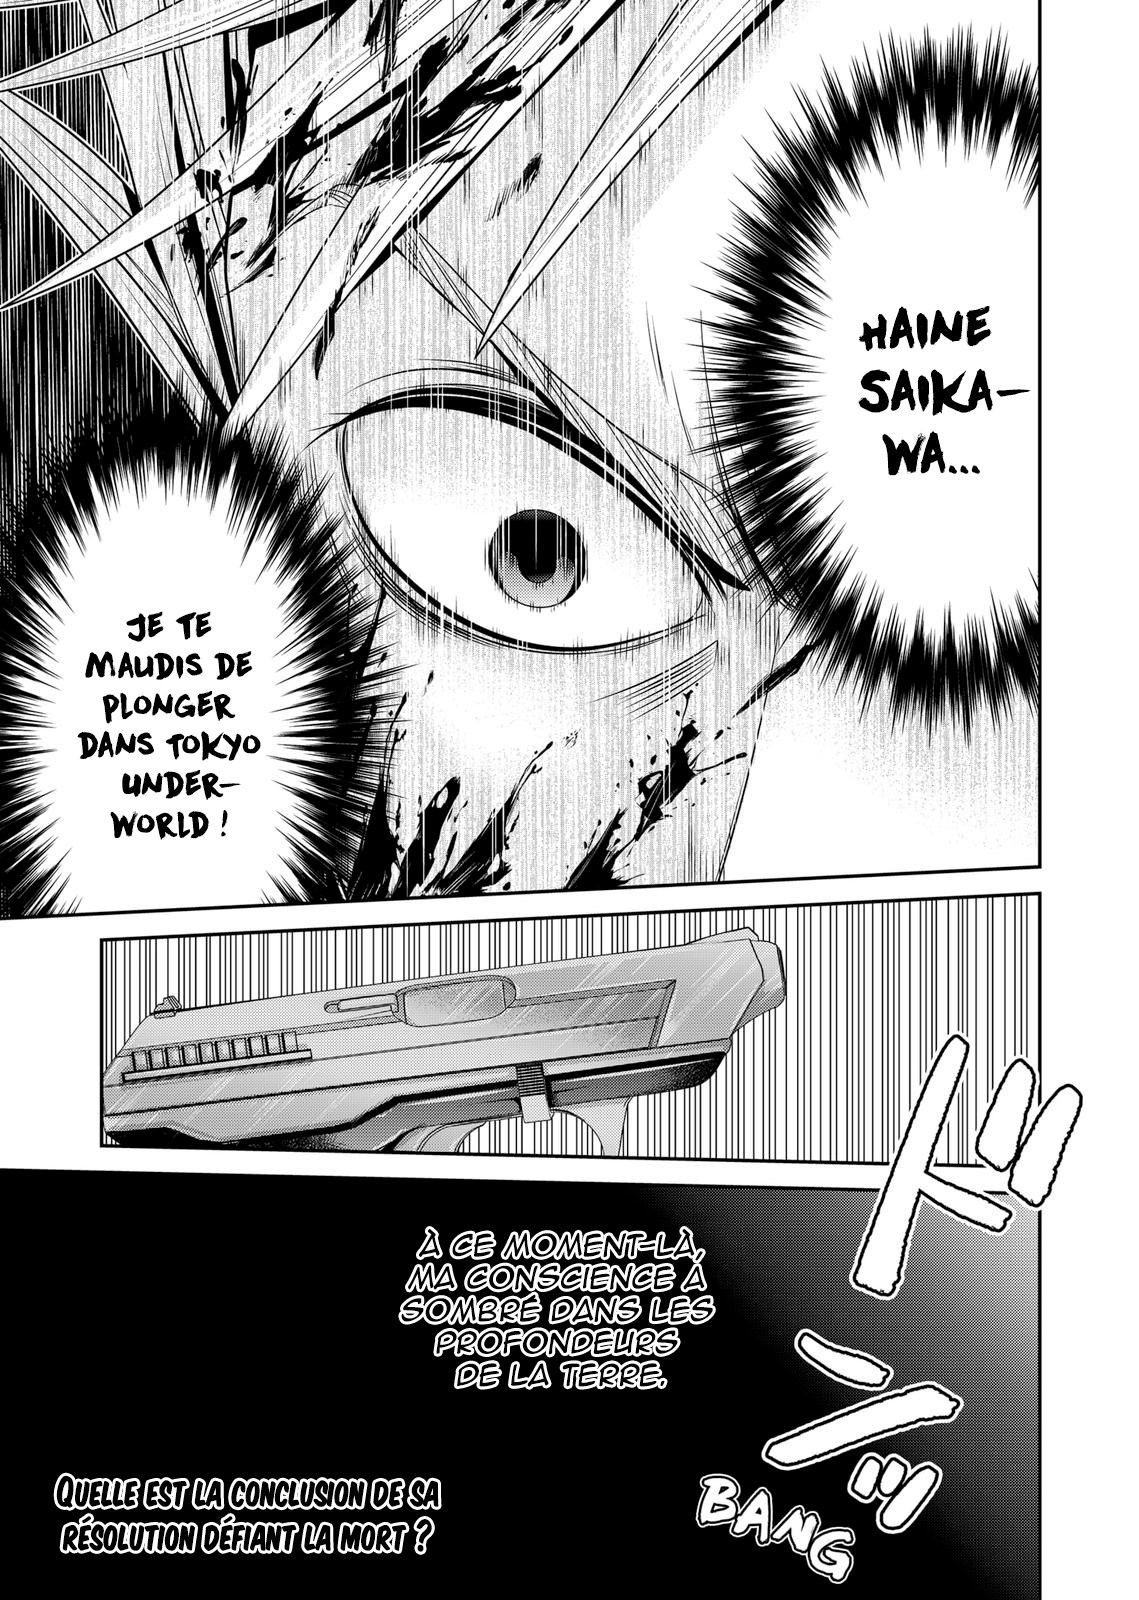 HAINE
SAIKA-
WA...
JE TE
MAUDIS DE
PLONGER
DANS TOKYO
UNDER-
WORLD !
ドンッ
À CE MOMENT-LÀ,
MA CONSCIENCE A
SOMBRÉ DANS LES
PROFONDEURS
DE LA TERRE.
BANG
QUELLE EST LA CONCLUSION DE SA
RÉSOLUTION DÉFIANT LA MORT ?